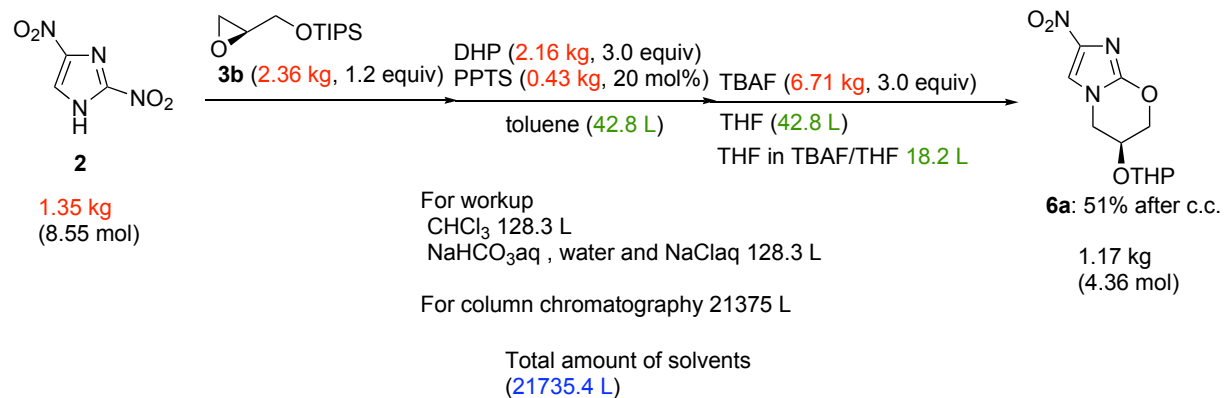 O₂N
N
N
H
NO₂
2
1.35 kg
(8.55 mol)
O
OTIPS
3b (2.36 kg, 1.2 equiv)
DHP (2.16 kg, 3.0 equiv)
PPTS (0.43 kg, 20 mol%)
toluene (42.8 L)
TBAF (6.71 kg, 3.0 equiv)
THF (42.8 L)
THF in TBAF/THF 18.2 L
For workup
CHCl₃ 128.3 L
NaHCO₃aq , water and NaClaq 128.3 L
For column chromatography 21375 L
Total amount of solvents
(21735.4 L)
O₂N
N
N
O
OTHP
6a: 51% after c.c.
1.17 kg
(4.36 mol)